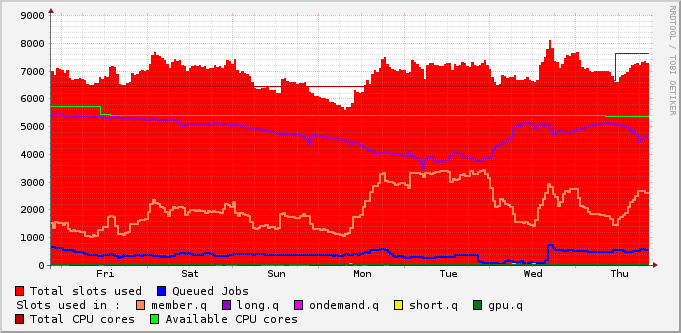 9000
8000
7000
6000
5000
4000
3000
2000
1000
0
Fri Sat Sun Mon Tue Wed Thu
RRDTOOL / TOBI OETIKER
Total slots used Queued Jobs
Slots used in : member.q long.q ondemand.q short.q gpu.q
Total CPU cores Available CPU cores